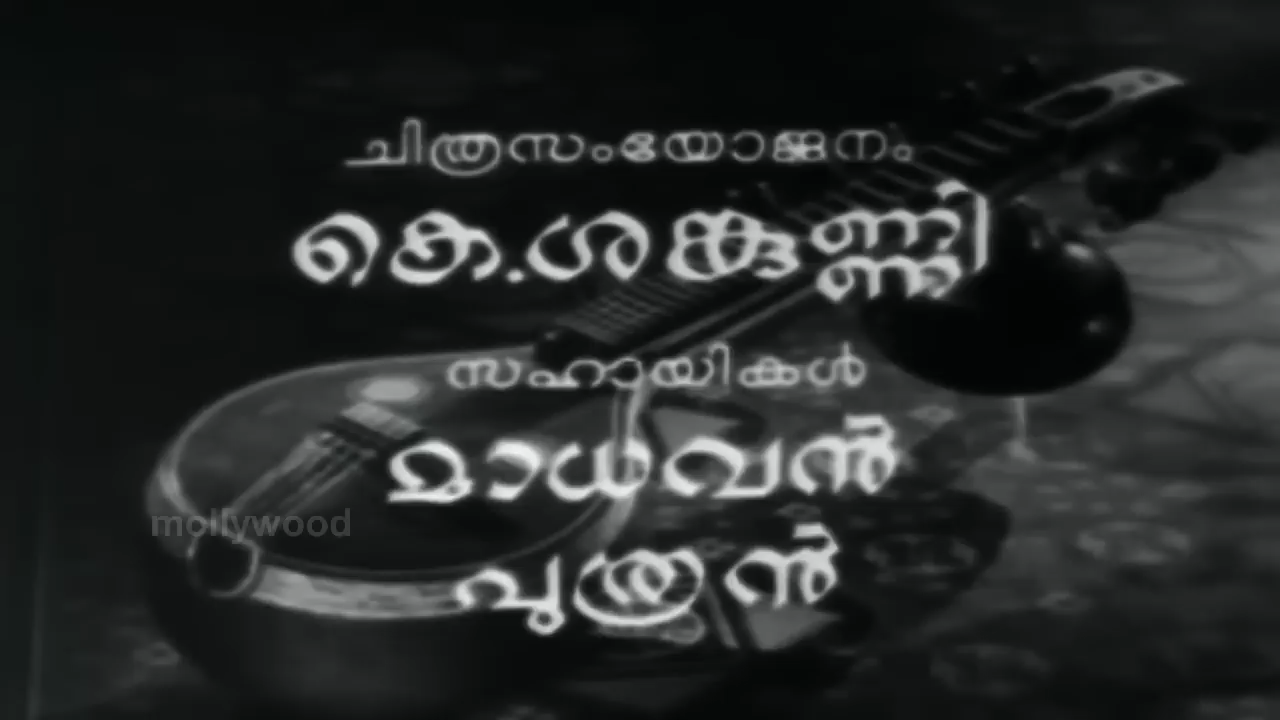 ചിത്രസംയോജനം
കെ.ശങ്കുണ്ണി
സഹായികൾ
മാധവൻ
പുത്രൻ
mollywood